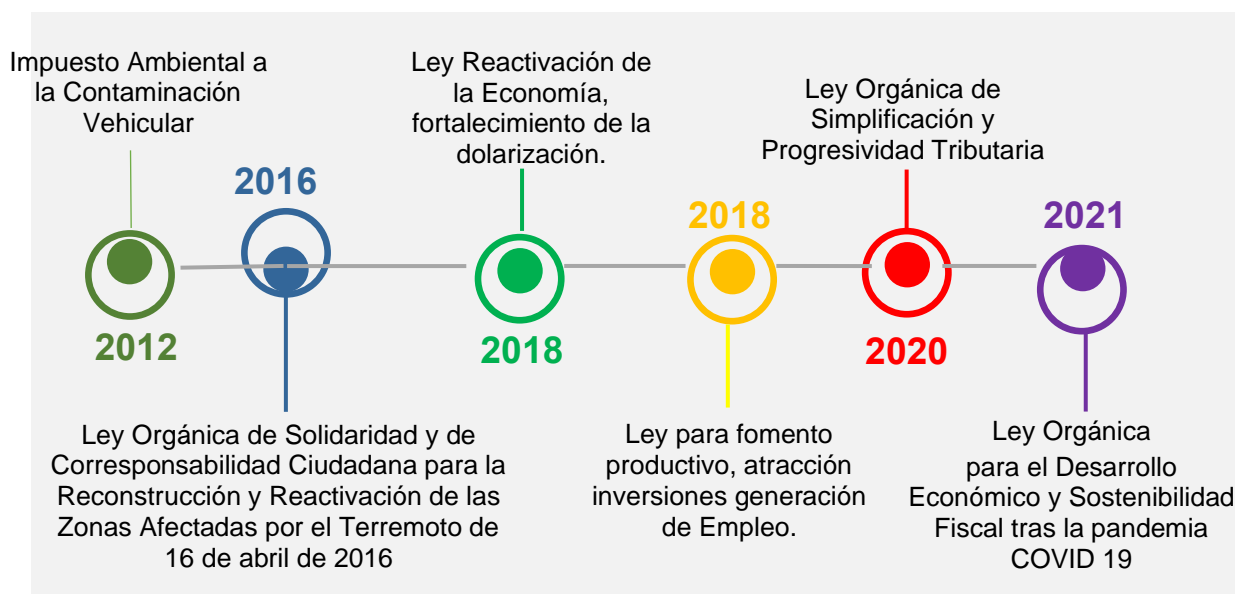 Impuesto Ambiental a
la Contaminación
Vehicular
2012
2016
Ley Orgánica de Solidaridad y de
Corresponsabilidad Ciudadana para la
Reconstrucción y Reactivación de las
Zonas Afectadas por el Terremoto de
16 de abril de 2016
Ley Reactivación de
la Economía,
fortalecimiento de la
dolarización.
2018
2018
Ley para fomento
productivo, atracción
inversiones generación
de Empleo.
Ley Orgánica de
Simplificación y
Progresividad Tributaria
2020
2021
Ley Orgánica
para el Desarrollo
Económico y Sostenibilidad
Fiscal tras la pandemia
COVID 19